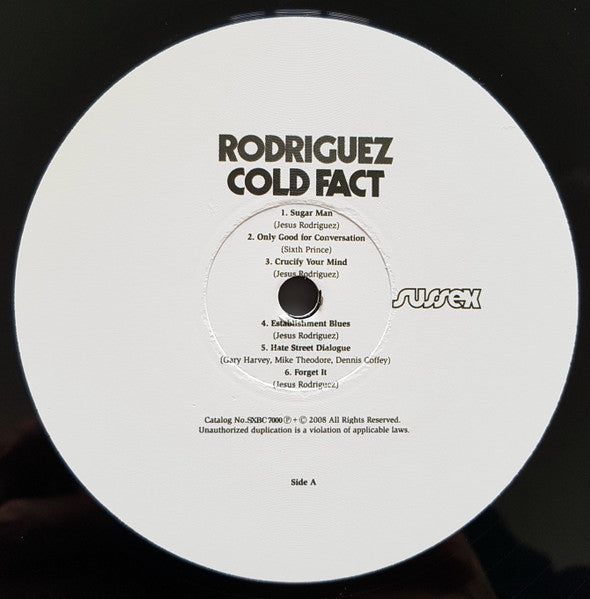 RODRIGUEZ
COLD FACT
1. Sugar Man
(Jesus Rodriguez)
2. Only Good for Conversation
(Sixth Prince)
3. Crucify Your Mind
(Jesus Rodriguez)
sussex
4. Establishment Blues
(Jesus Rodriguez)
5. Hate Street Dialogue
(Gary Harvey, Mike Theodore, Dennis Coffey)
6. Forget It
(Jesus Rodriguez)
Catalog No.SXBC 7000 ℗ + © 2008 All Rights Reserved.
Unauthorized duplication is a violation of applicable laws.
Side A